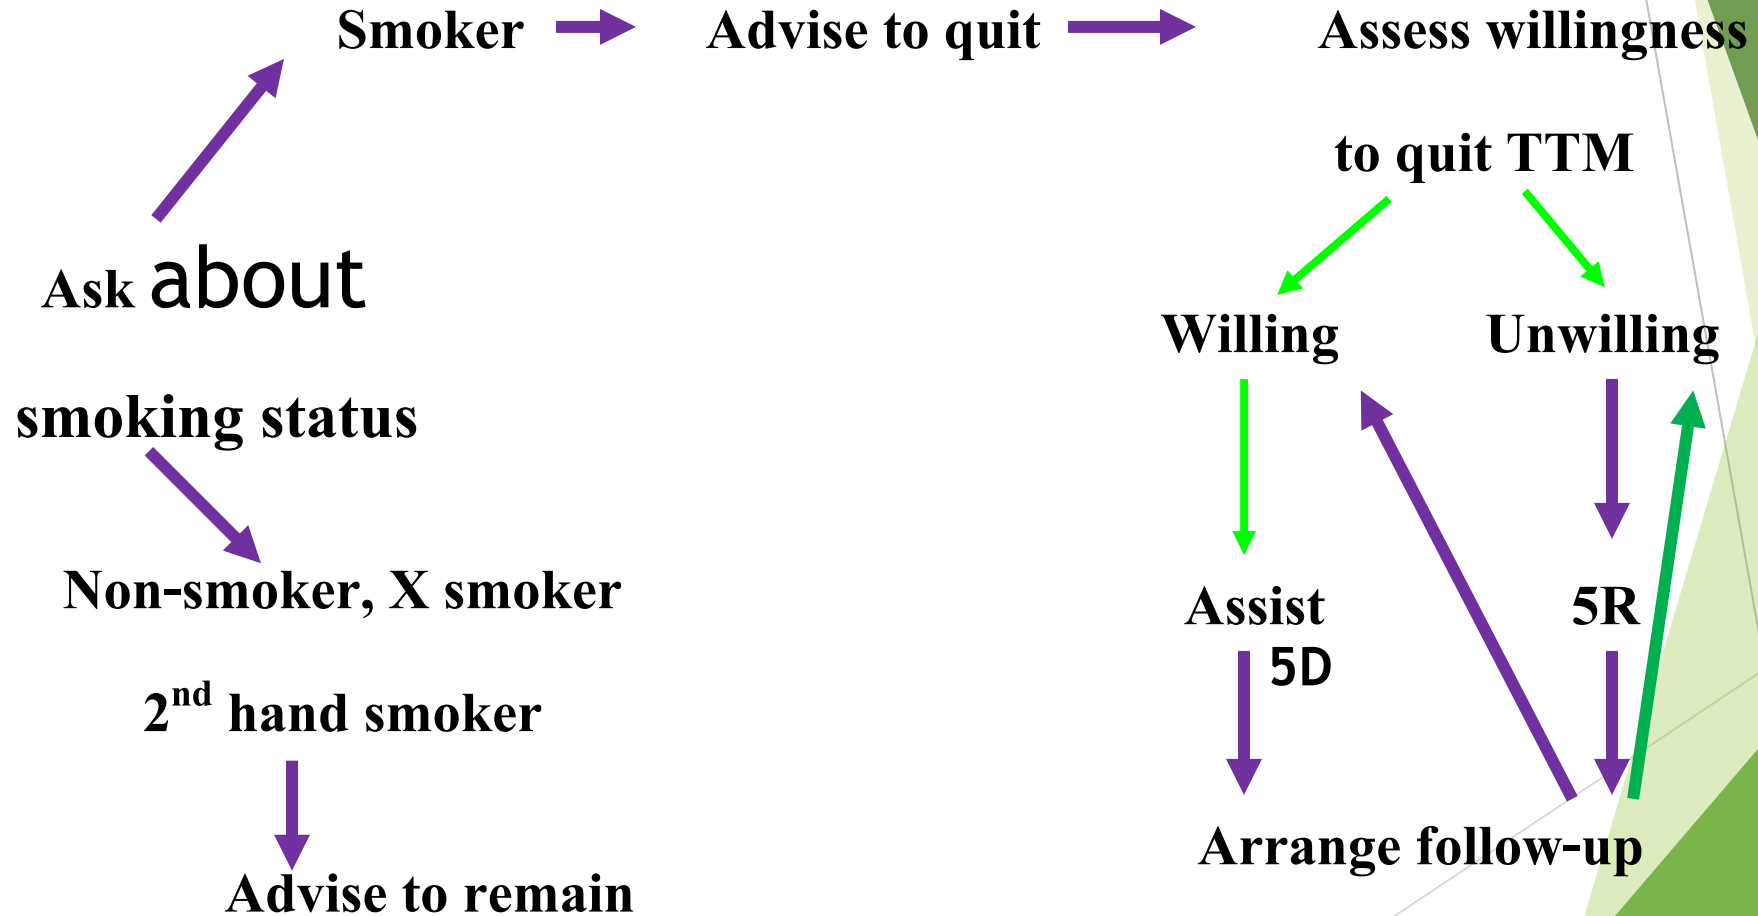 Smoker
Advise to quit
Assess willingness
to quit TTM
Ask about
smoking status
Willing
Unwilling
Non-smoker, X smoker
2nd hand smoker
Assist
5D
5R
Arrange follow-up
Advise to remain